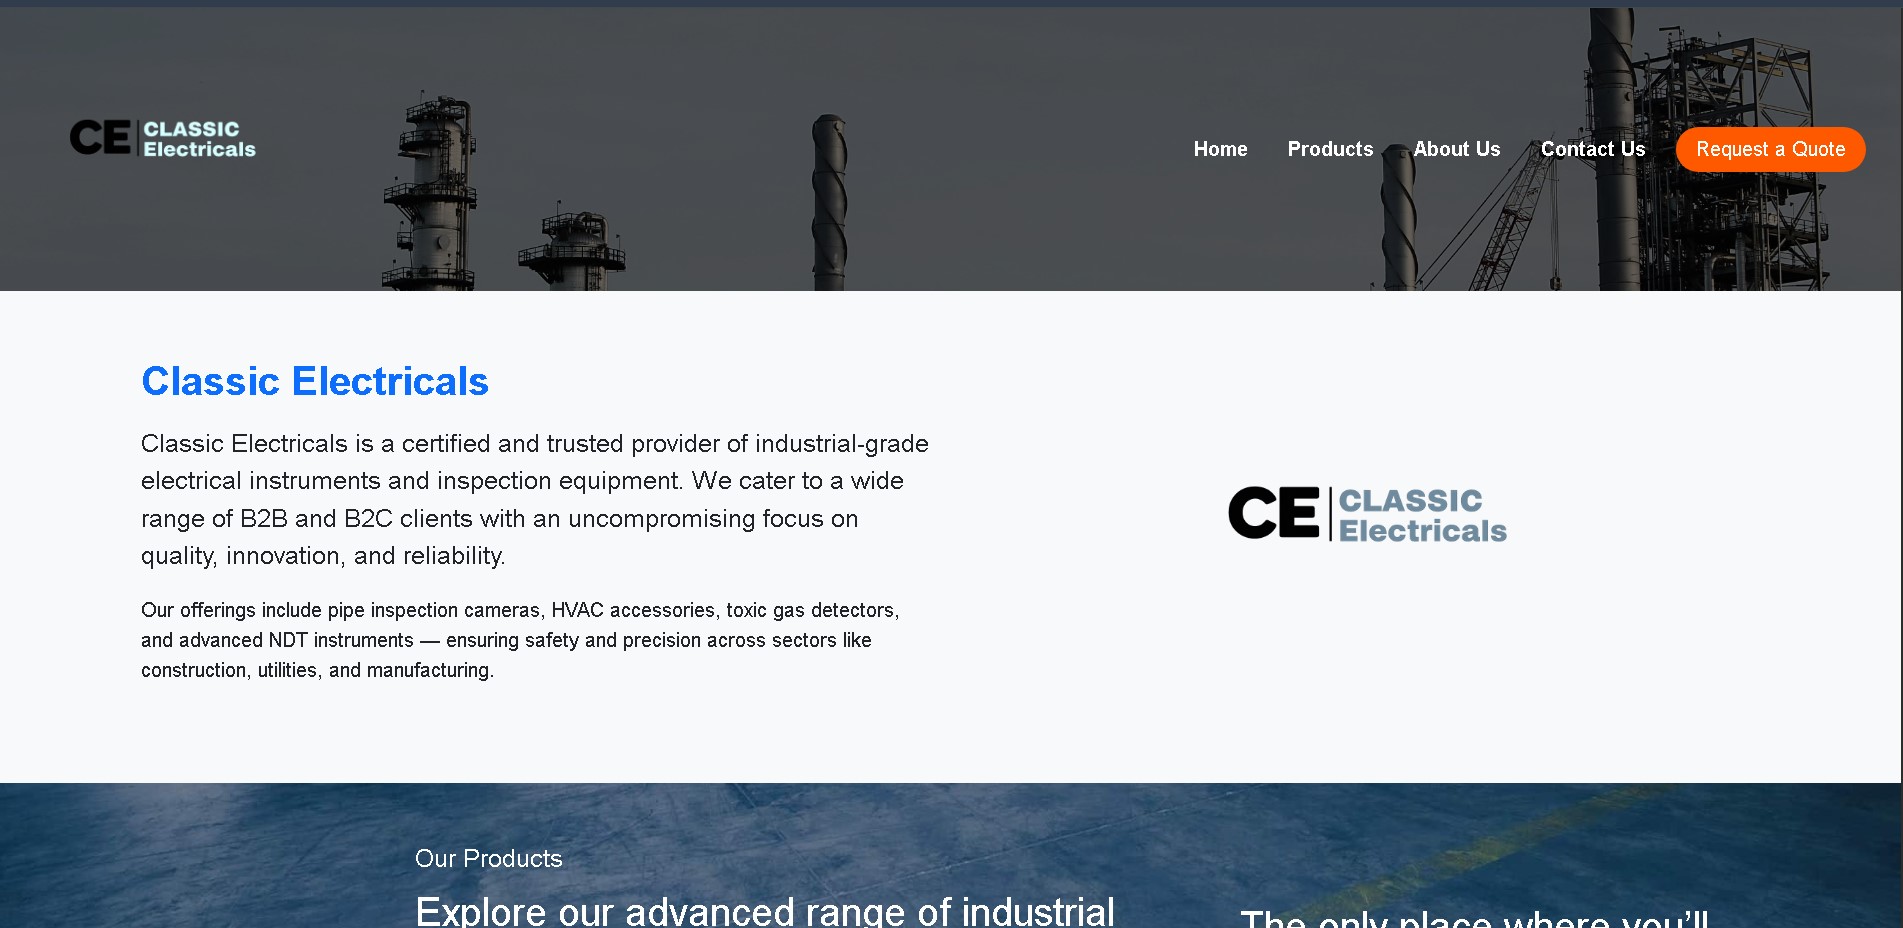 CE CLASSIC
Electricals
Home Products About Us Contact Us Request a Quote
Classic Electricals
Classic Electricals is a certified and trusted provider of industrial-grade
electrical instruments and inspection equipment. We cater to a wide
range of B2B and B2C clients with an uncompromising focus on
quality, innovation, and reliability.
Our offerings include pipe inspection cameras, HVAC accessories, toxic gas detectors,
and advanced NDT instruments — ensuring safety and precision across sectors like
construction, utilities, and manufacturing.
CE CLASSIC
Electricals
Our Products
Explore our advanced range of industrial
The only place where you’ll